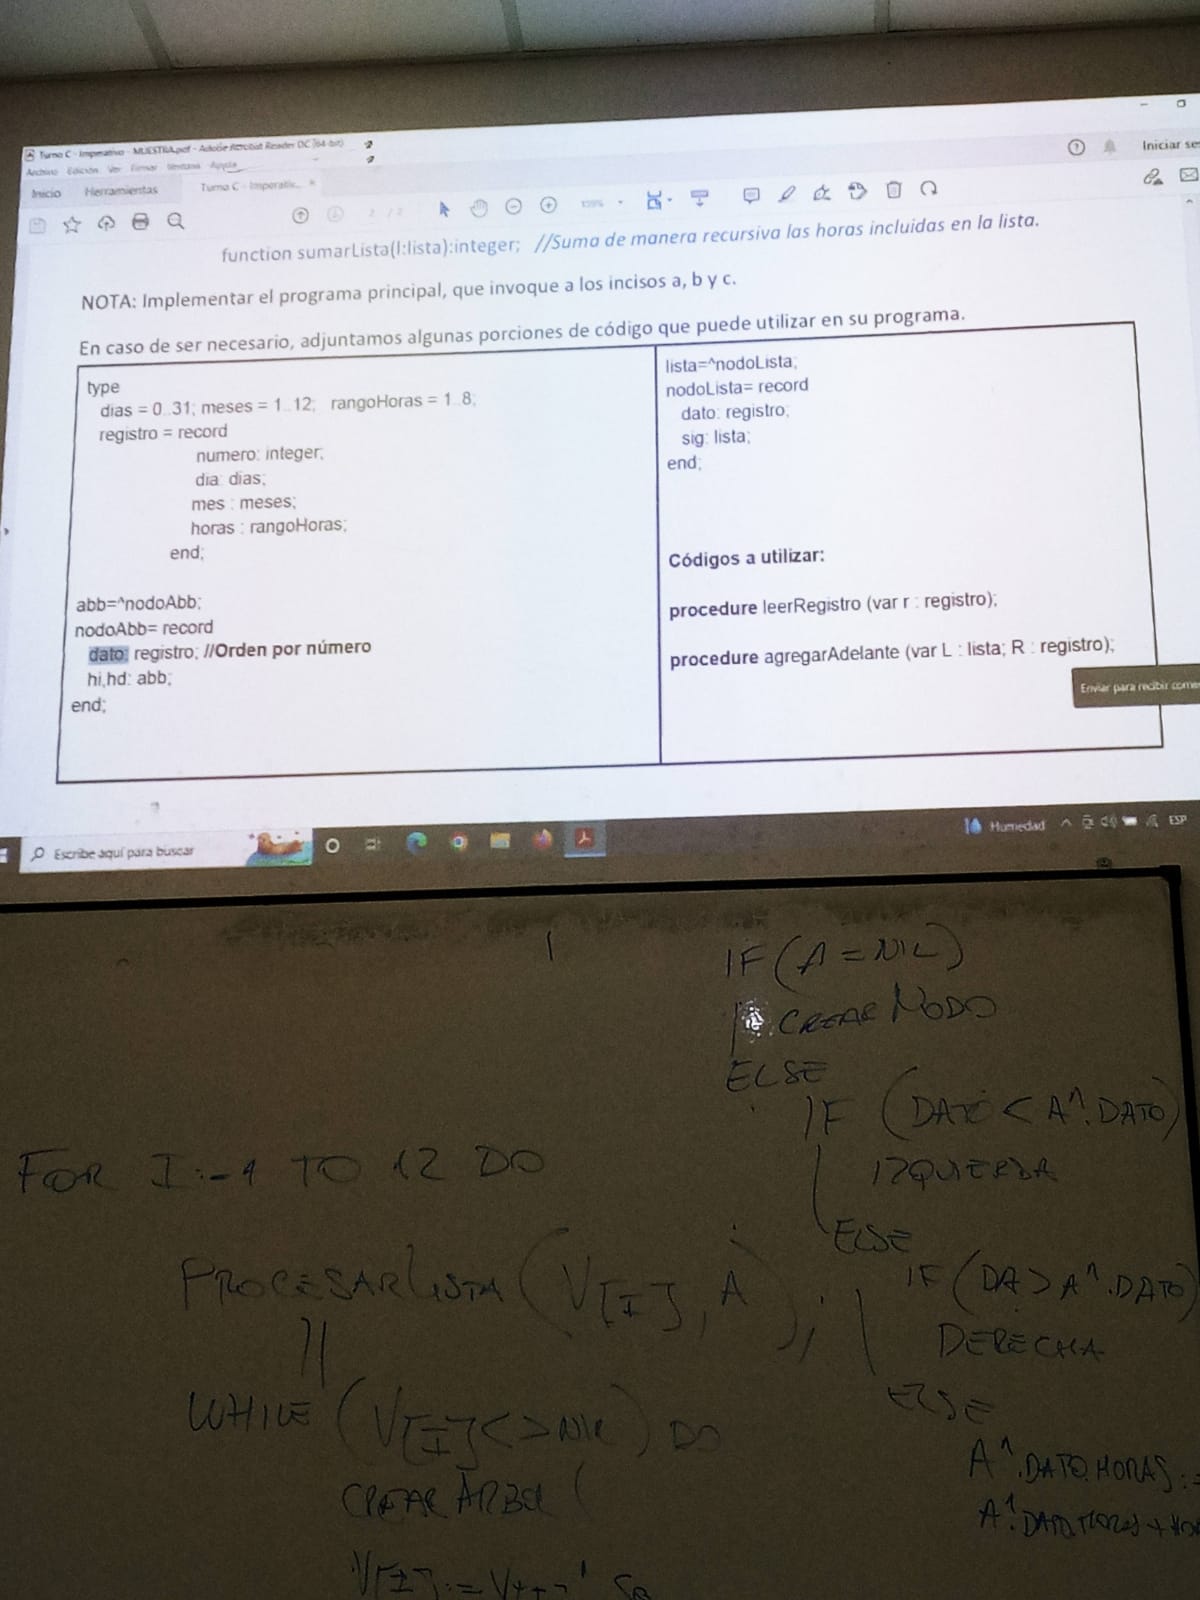 Turno C - Imperativo - MUESTRA.pdf - Adobe Acrobat Reader DC (64-bit)
Archivo Edición Ver Firmar Ventana Ayuda
Inicio Herramientas Turno C - Imperativ... × Iniciar se
2 / 2
function sumarLista(l:lista):integer; //Suma de manera recursiva las horas incluidas en la lista.
NOTA: Implementar el programa principal, que invoque a los incisos a, b y c.
En caso de ser necesario, adjuntamos algunas porciones de código que puede utilizar en su programa.
type
dias = 0..31; meses = 1..12; rangoHoras = 1..8;
registro = record
numero: integer;
dia: dias;
mes : meses;
horas : rangoHoras;
end;
abb=^nodoAbb;
nodoAbb= record
dato: registro; //Orden por número
hi,hd: abb;
end;
lista=^nodoLista;
nodoLista= record
dato: registro;
sig: lista;
end;
Códigos a utilizar:
procedure leerRegistro (var r : registro);
procedure agregarAdelante (var L : lista; R : registro);
Enviar para recibir come
Escribe aquí para buscar
Humedad
ESP
IF (A = NIL)
CREAR NODO
ELSE
IF (DATO < A^.DATO)
IZQUIERDA
ELSE
IF (DA > A^.DATO)
DERECHA
ELSE
A^.DATO.HORAS :=
A^.DATO.HORAS + HO
FOR I:=1 TO 12 DO
PROCESARLISTA (V[I], A);
WHILE (V[I] <> NIL) DO
CREAR ARBOL (
V[I] :=